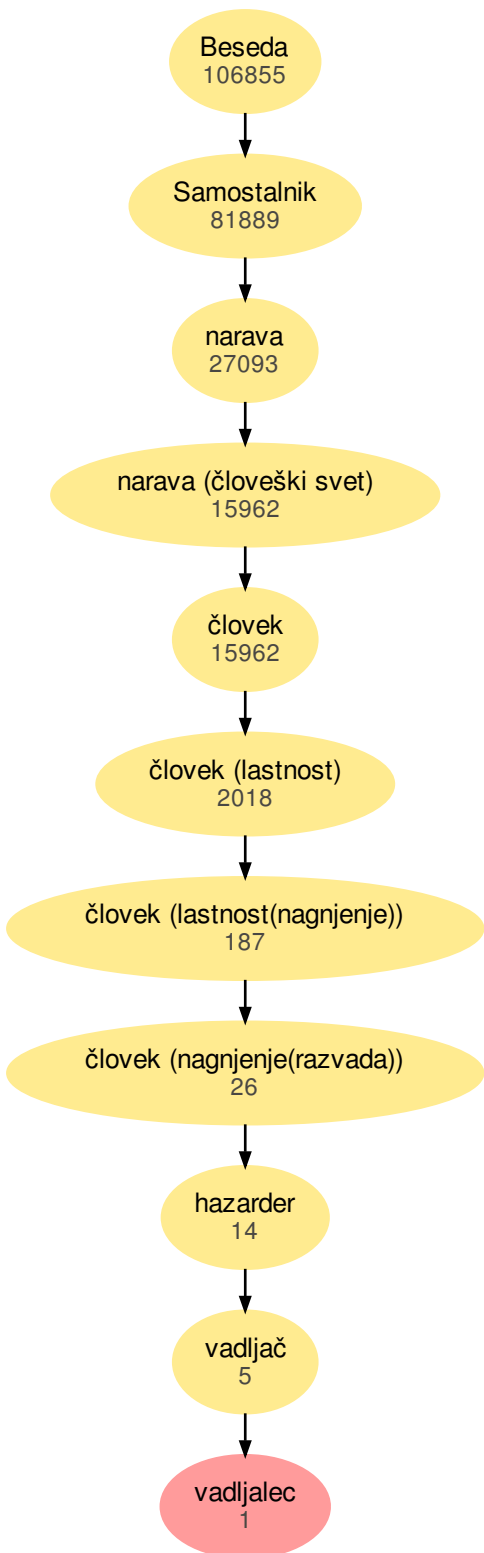 Beseda
106855
Samostalnik
81889
narava
27093
narava (človeški svet)
15962
človek
15962
človek (lastnost)
2018
človek (lastnost(nagnjenje))
187
človek (nagnjenje(razvada))
26
hazarder
14
vadljač
5
vadljalec
1